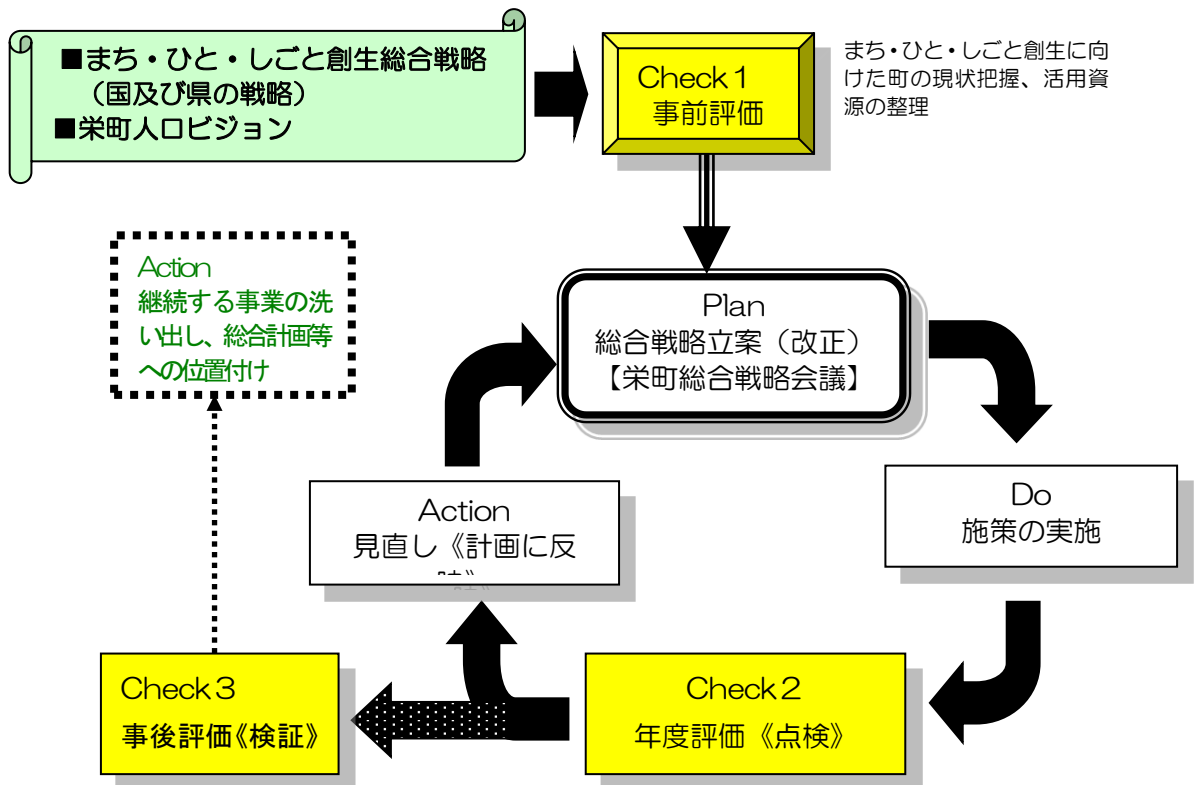 ■まち・ひと・しごと創生総合戦略
(国及び県の戦略)
■栄町人口ビジョン
Check1
事前評価
まち・ひと・しごと創生に向
けた町の現状把握、活用資
源の整理
Action
継続する事業の洗
い出し、総合計画等
への位置付け
Plan
総合戦略立案(改正)
【栄町総合戦略会議】
Do
施策の実施
Action
見直し《計画に反
Check2
年度評価《点検》
Check3
事後評価《検証》